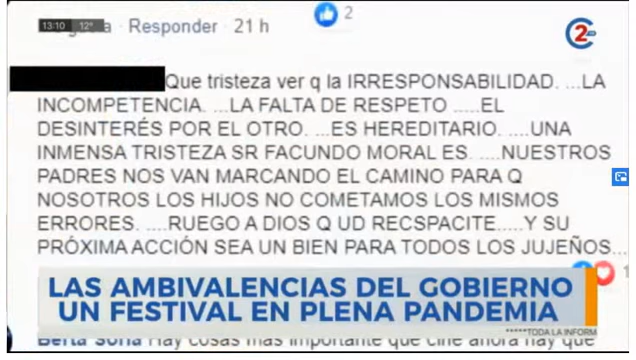 13:10 12°
Responder · 21 h
2
2
Que tristeza ver q la IRRESPONSABILIDAD. ...LA
INCOMPETENCIA. ...LA FALTA DE RESPETO .....EL
DESINTERÉS POR EL OTRO. ...ES HEREDITARIO. ....UNA
INMENSA TRISTEZA SR FACUNDO MORAL ES. ....NUESTROS
PADRES NOS VAN MARCANDO EL CAMINO PARA Q
NOSOTROS LOS HIJOS NO COMETAMOS LOS MISMOS
ERRORES. ....RUEGO A DIOS Q UD RECSPACITE....Y SU
PRÓXIMA ACCIÓN SEA UN BIEN PARA TODOS LOS JUJEÑOS...
1
LAS AMBIVALENCIAS DEL GOBIERNO
UN FESTIVAL EN PLENA PANDEMIA
*****TODA LA INFORM
Berta Soria Hay cosas más importante que cine ahora hay que